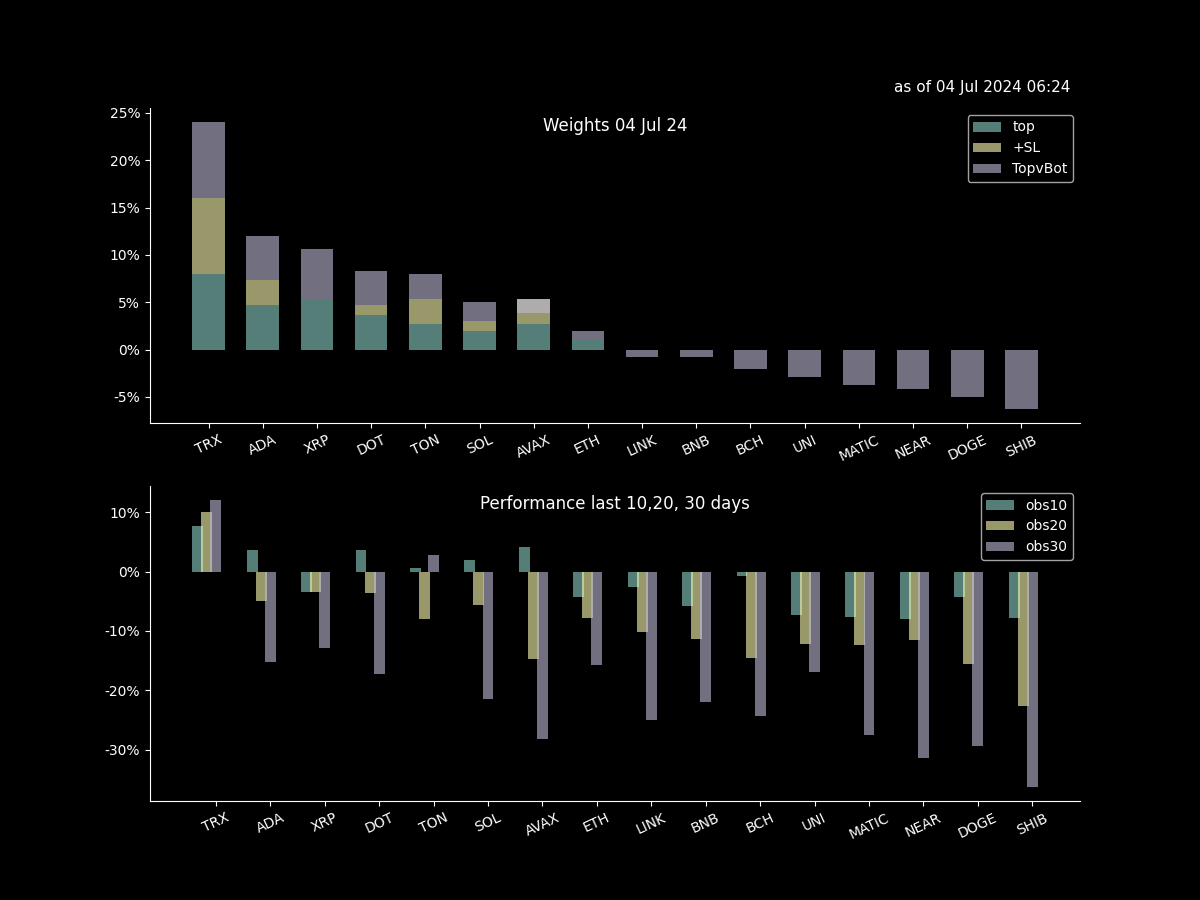 as of 04 Jul 2024 06:24
Weights 04 Jul 24
top
+SL
TopvBot
25%
20%
15%
10%
5%
0%
-5%
TRX ADA XRP DOT TON SOL AVAX ETH LINK BNB BCH UNI MATIC NEAR DOGE SHIB
Performance last 10,20, 30 days
obs10
obs20
obs30
10%
0%
-10%
-20%
-30%
TRX ADA XRP DOT TON SOL AVAX ETH LINK BNB BCH UNI MATIC NEAR DOGE SHIB